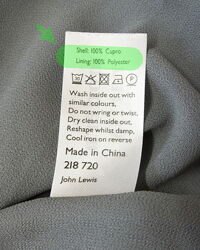 Shell: 100% Cupro
Lining: 100% Polyester
Wash inside out with
similar colours,
Do not wring or twist,
Dry clean inside out,
Reshape whilst damp,
Cool iron on reverse
Made in China
218 720
John Lewis